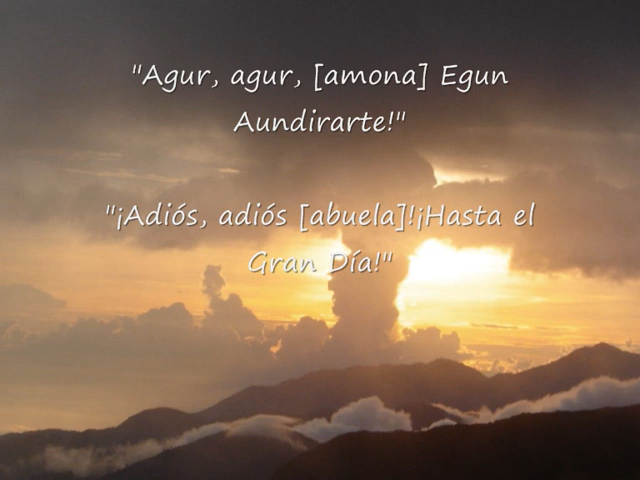 "Agur, agur, [amona] Egun
Aundirarte!"
"¡Adiós, adiós [abuela]!¡Hasta el
Gran Día!"